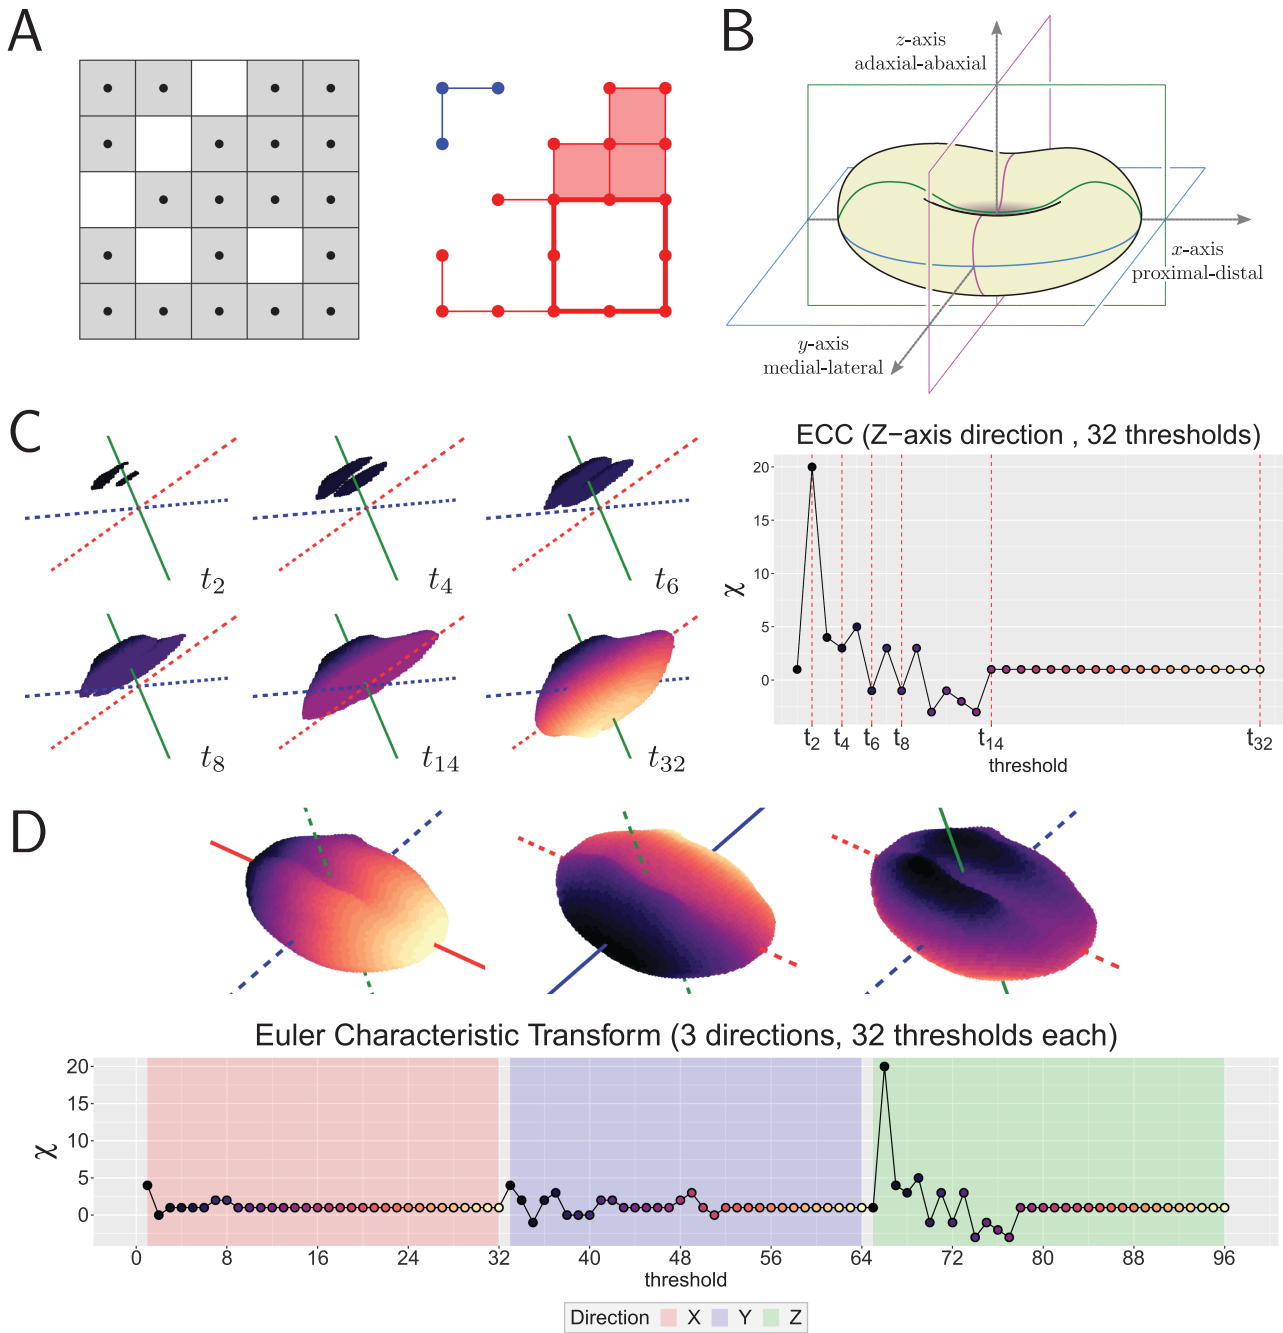 A
B
z-axis
adaxial-abaxial
x-axis
proximal-distal
y-axis
medial-lateral
C
t2
t4
t6
t8
t14
t32
ECC (Z−axis direction , 32 thresholds)
20
15
10
5
0
χ
t2
t4
t6
t8
t14
t32
threshold
D
Euler Characteristic Transform (3 directions, 32 thresholds each)
20
15
10
5
0
χ
0 8 16 24 32 40 48 56 64 72 80 88 96
threshold
Direction X Y Z